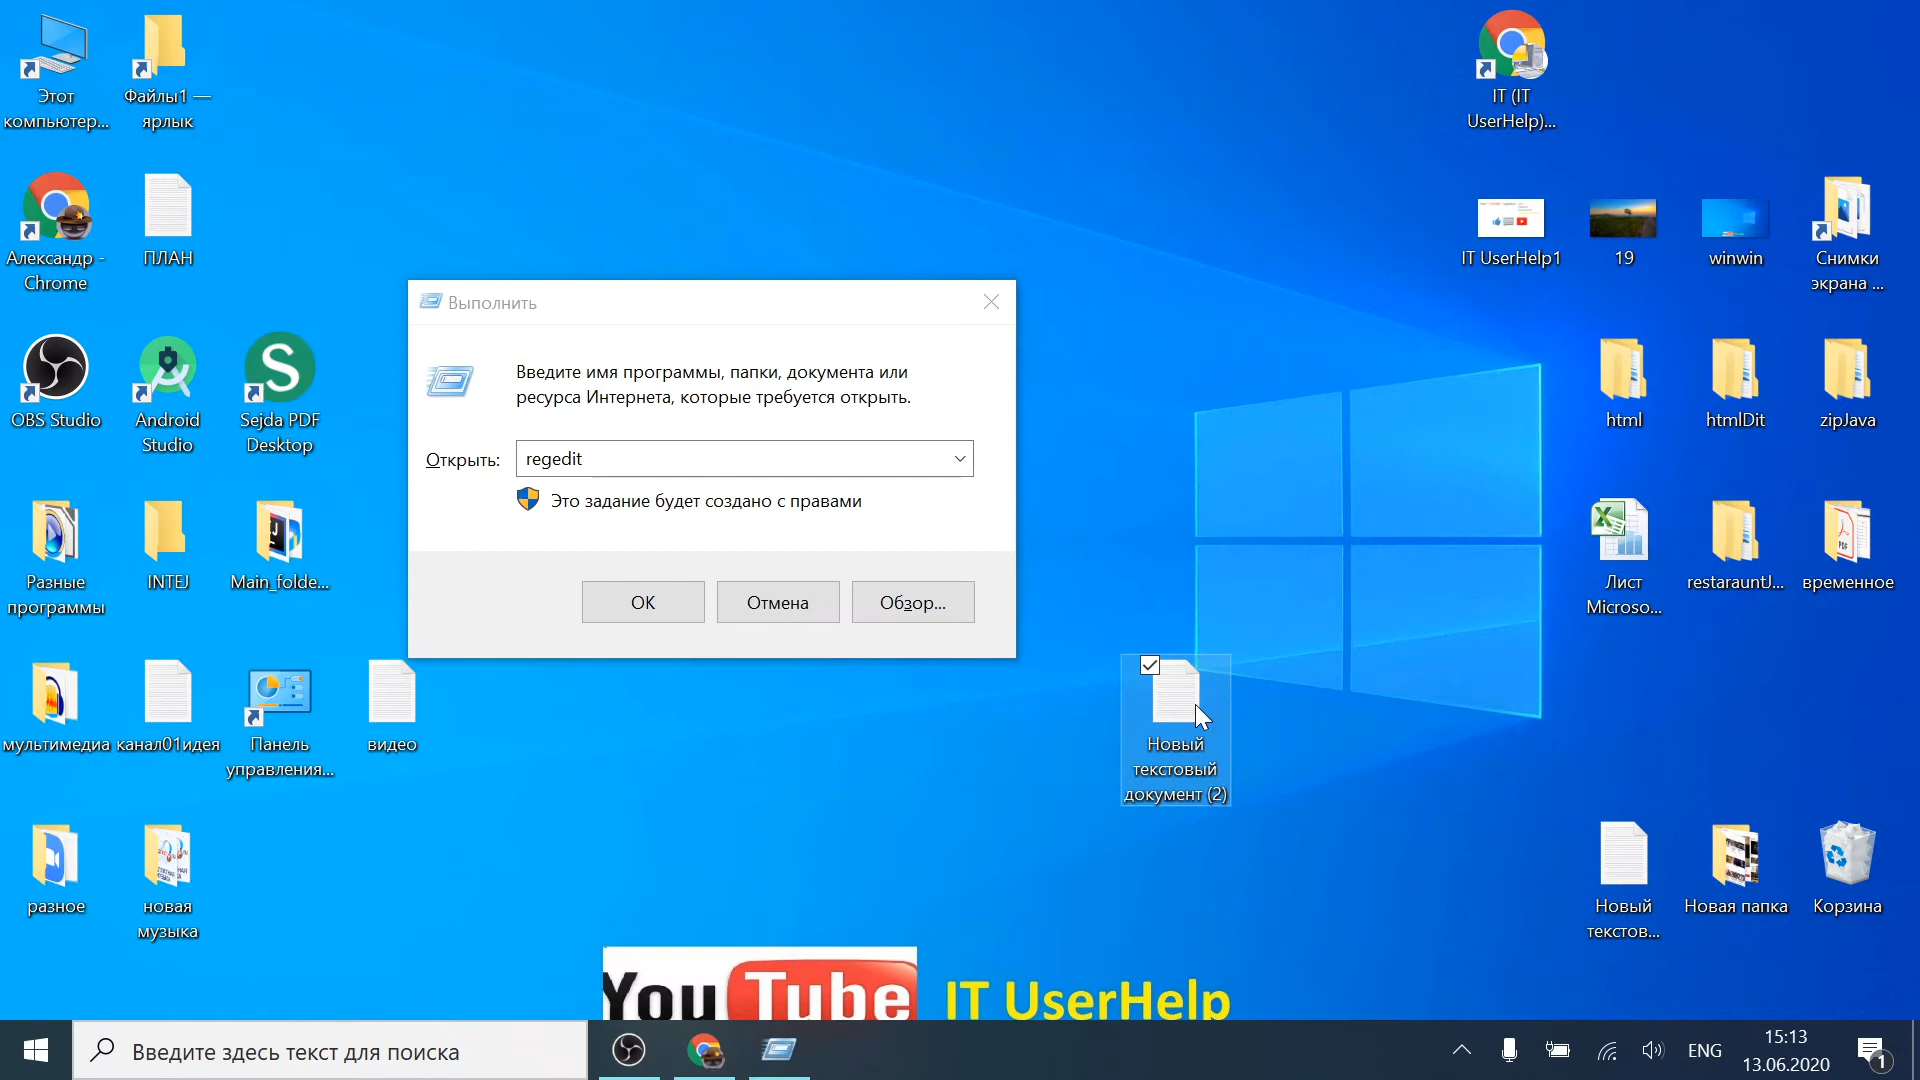 Этот
компьютер...
Файлы1 —
ярлык
IT (IT
UserHelp)...
Александр -
Chrome
ПЛАН
IT UserHelp1
19
winwin
Снимки
экрана ...
Выполнить
Введите имя программы, папки, документа или
ресурса Интернета, которые требуется открыть.
Открыть:
regedit
Это задание будет создано с правами
OK
Отмена
Обзор...
OBS Studio
Android
Studio
Sejda PDF
Desktop
html
htmlDit
zipJava
Разные
программы
INTEJ
Main_folde...
Лист
Microso...
restarauntJ...
временное
мультимедиа
канал01идея
Панель
управления...
видео
Новый
текстовый
документ (2)
разное
новая
музыка
Новый
текстов...
Новая папка
Корзина
YouTube
IT UserHelp
Введите здесь текст для поиска
ENG
15:13
13.06.2020
1